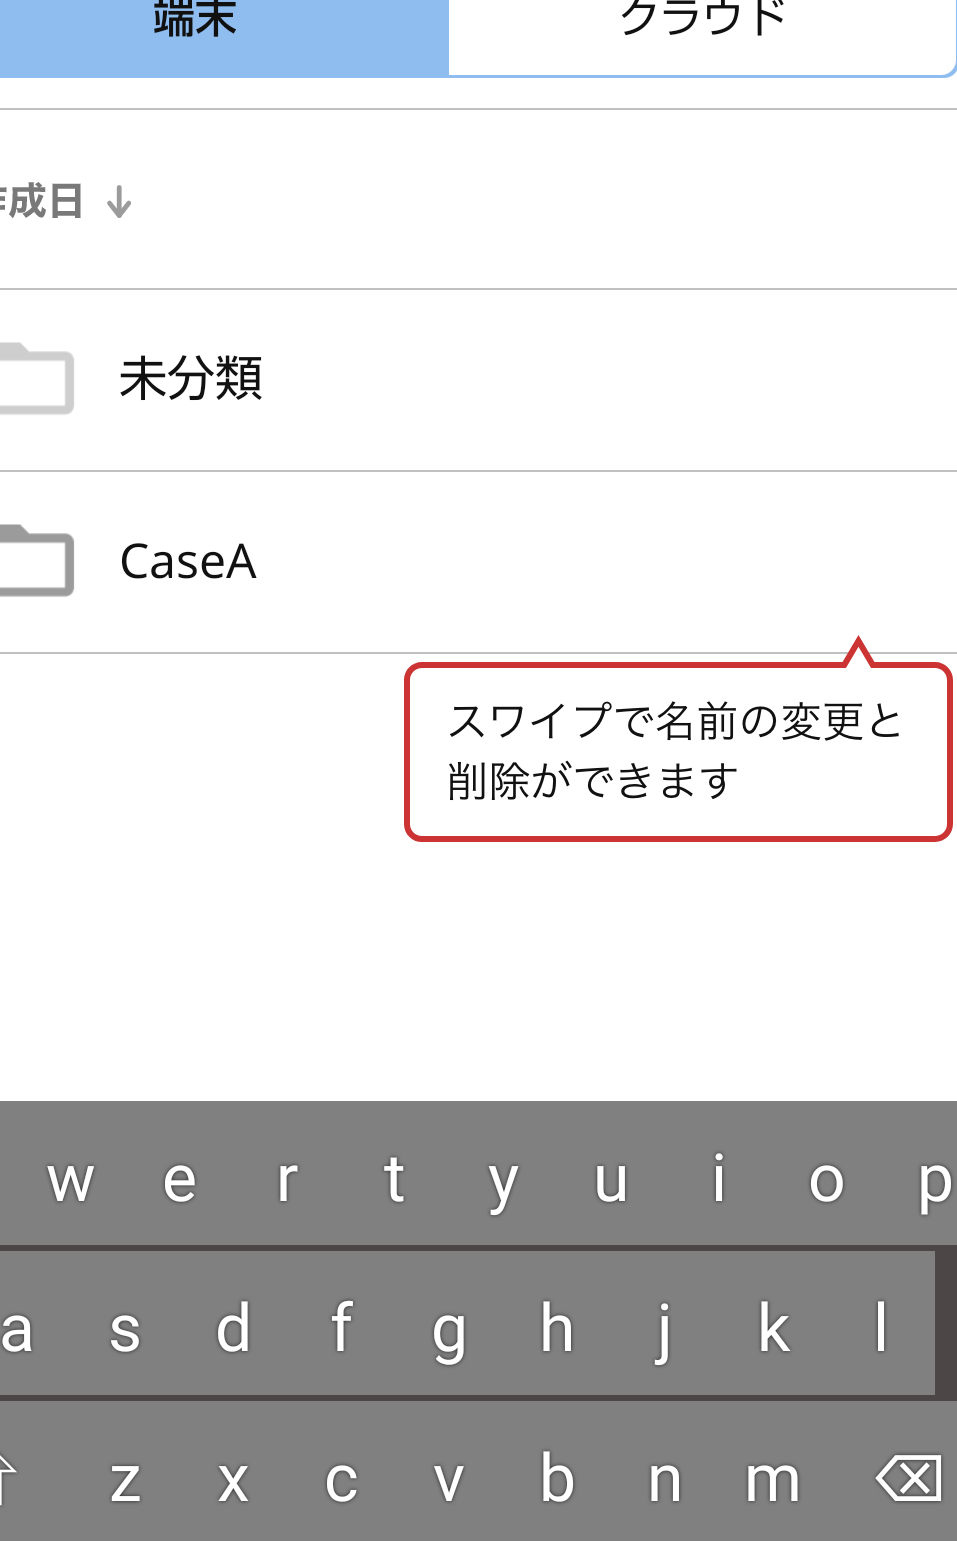 端末 クラウド
作成日 ↓
未分類
CaseA
スワイプで名前の変更と
削除ができます
w e r t y u i o p
a s d f g h j k l
z x c v b n m